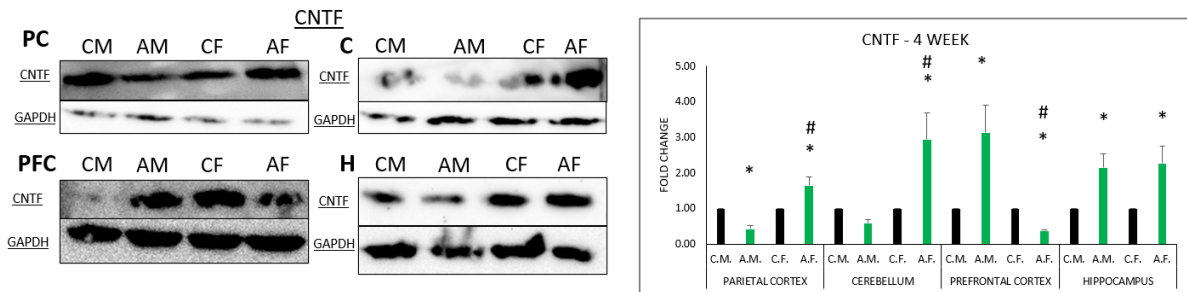 CNTF
PC CM AM CF AF
CNTF
GAPDH
C CM AM CF AF
CNTF
GAPDH
PFC CM AM CF AF
CNTF
GAPDH
H CM AM CF AF
CNTF
GAPDH
CNTF - 4 WEEK
FOLD CHANGE
5.00
4.00
3.00
2.00
1.00
0.00
* # * # * * # * * *
C.M. A.M. C.F. A.F. C.M. A.M. C.F. A.F. C.M. A.M. C.F. A.F. C.M. A.M. C.F. A.F.
PARIETAL CORTEX CEREBELLUM PREFRONTAL CORTEX HIPPOCAMPUS